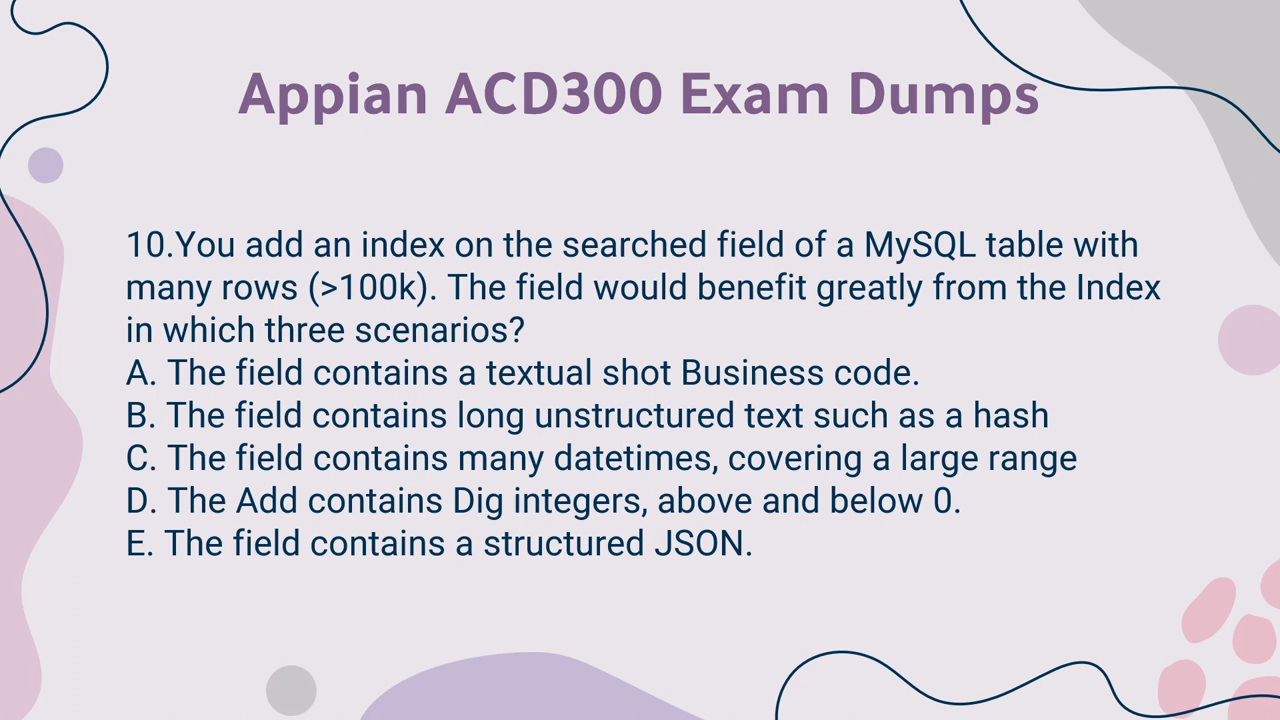 Appian ACD300 Exam Dumps
10.You add an index on the searched field of a MySQL table with
many rows (>100k). The field would benefit greatly from the Index
in which three scenarios?
A. The field contains a textual shot Business code.
B. The field contains long unstructured text such as a hash
C. The field contains many datetimes, covering a large range
D. The Add contains Dig integers, above and below 0.
E. The field contains a structured JSON.